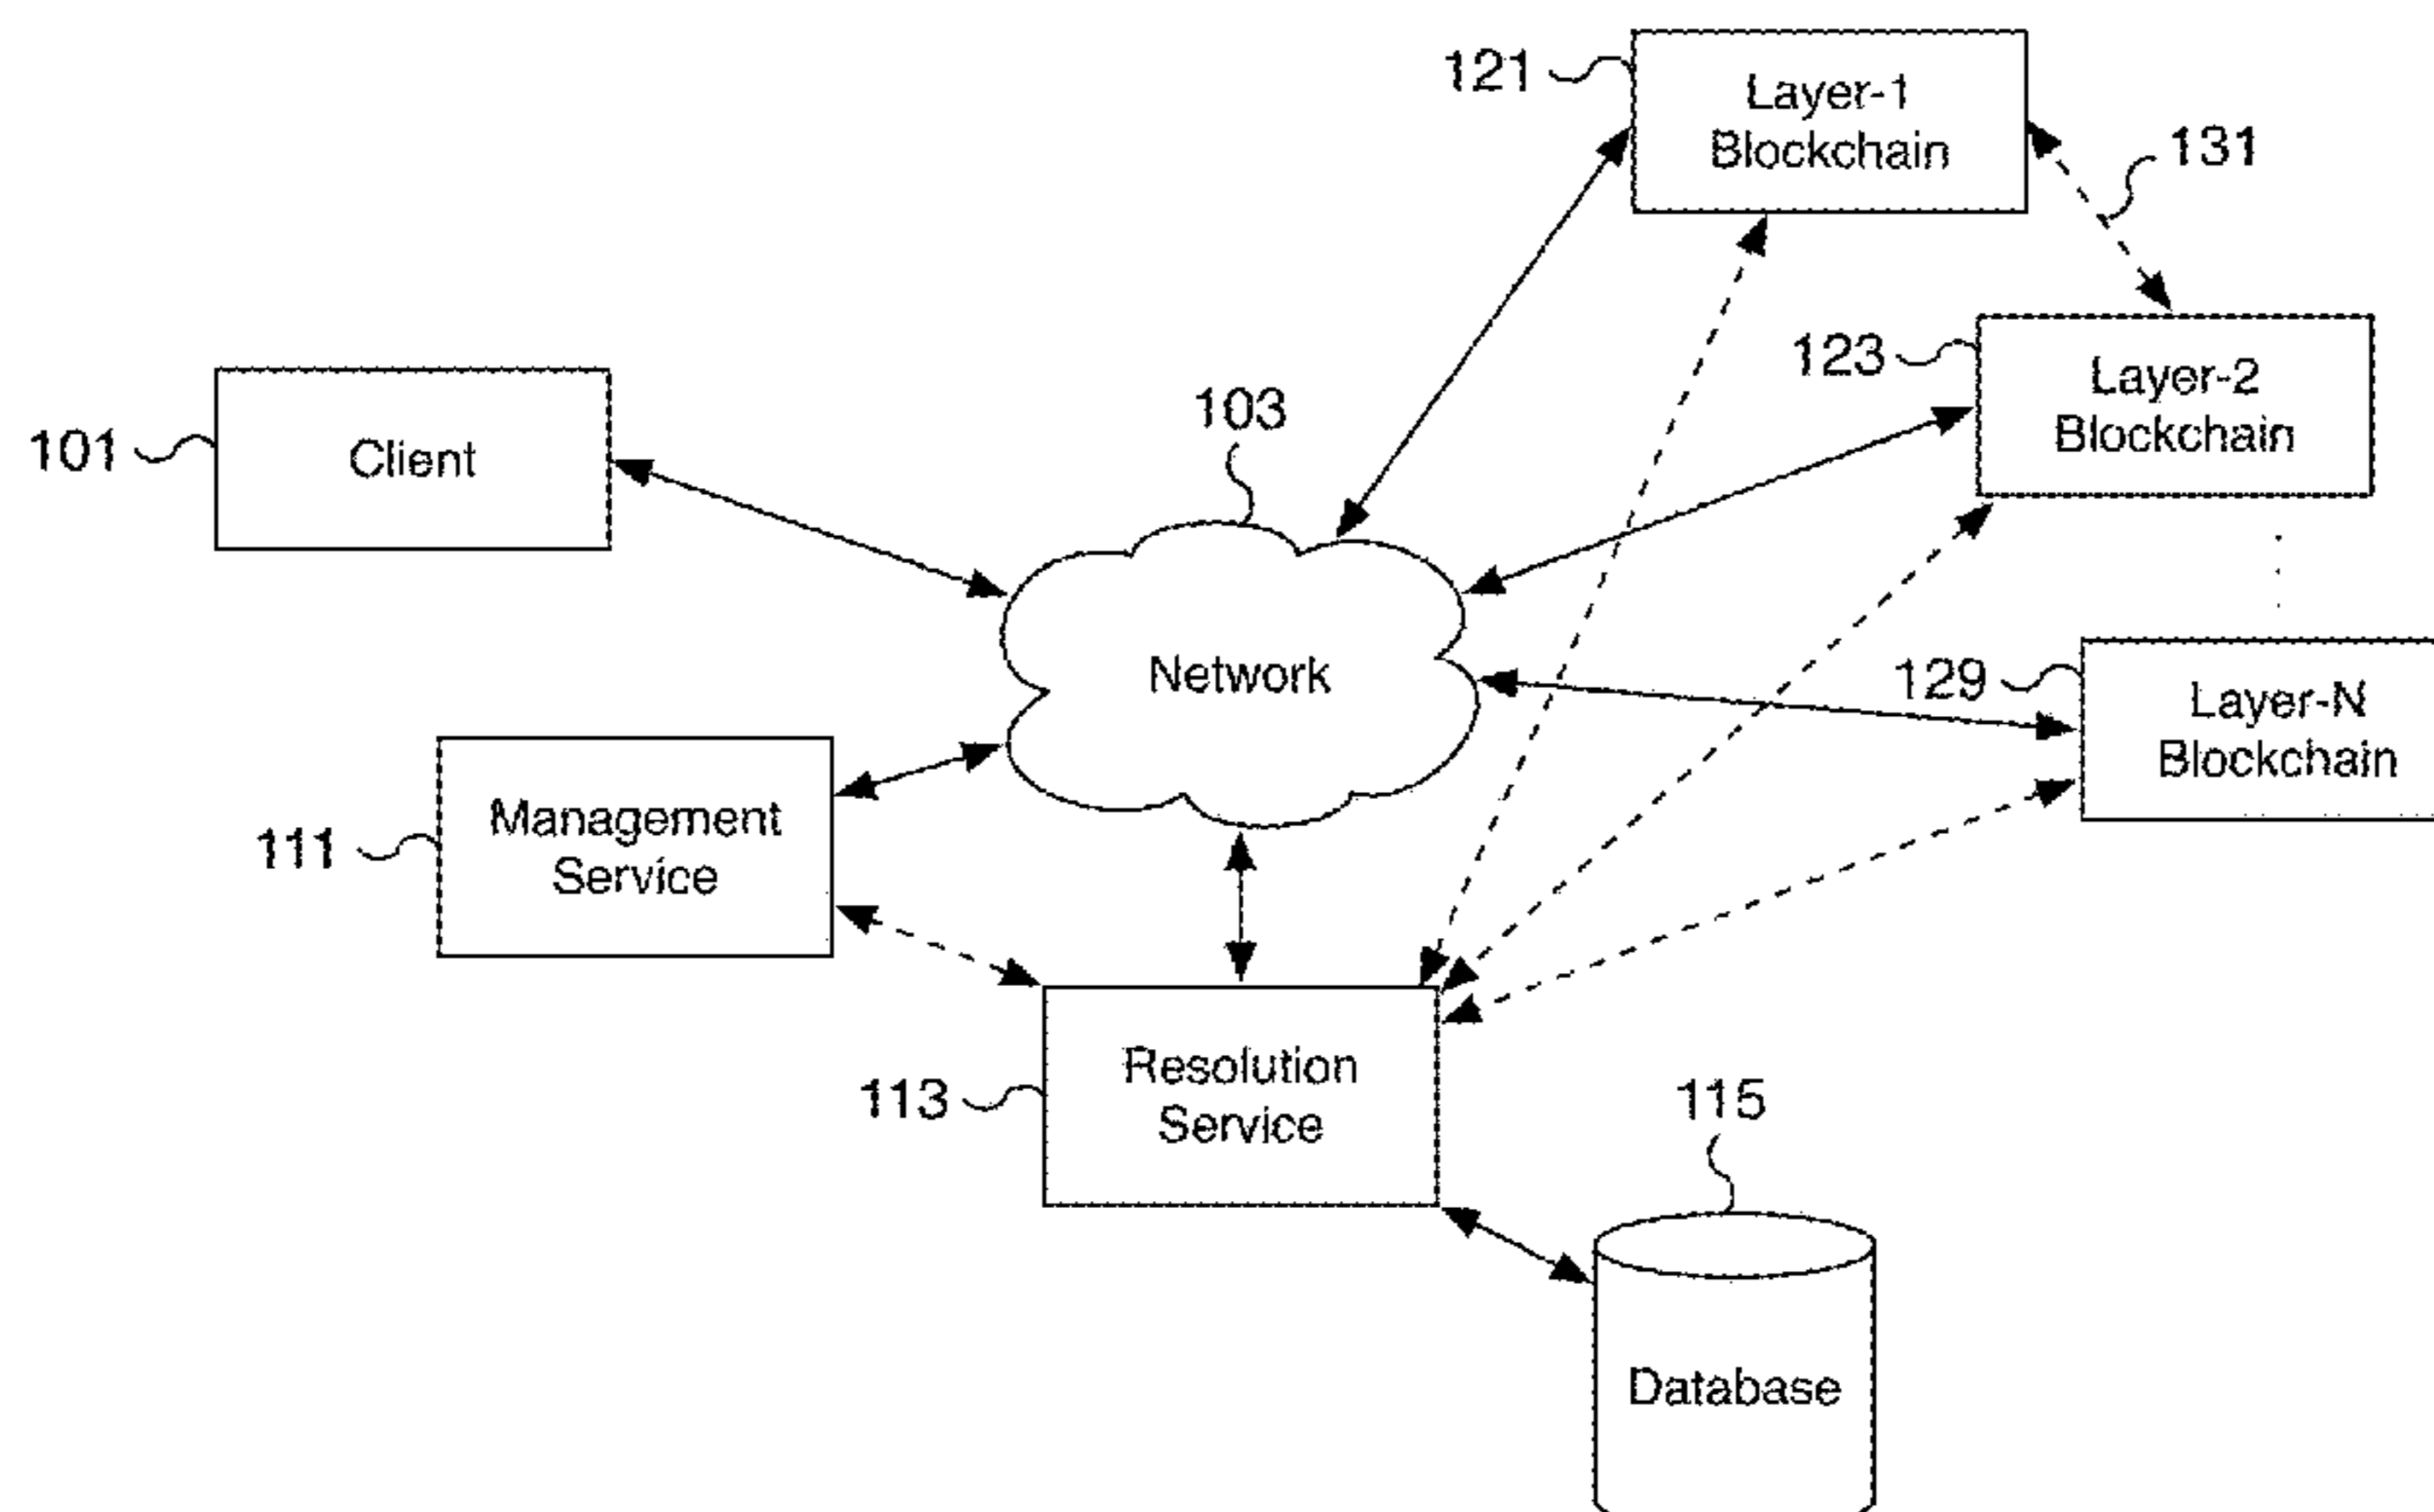 121
Layer-1
Blockchain
131
123
Layer-2
Blockchain
101
Client
103
Network
129
Layer-N
Blockchain
111
Management
Service
113
Resolution
Service
115
Database